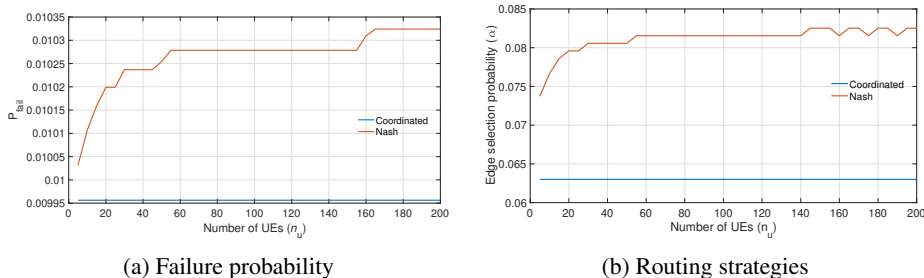 0.01035
0.0103
0.01025
0.0102
0.01015
0.0101
0.01005
0.01
0.00995
P_fail
0 20 40 60 80 100 120 140 160 180 200
Number of UEs (n_u)
Coordinated
Nash
(a) Failure probability
0.085
0.08
0.075
0.07
0.065
0.06
Edge selection probability (α)
0 20 40 60 80 100 120 140 160 180 200
Number of UEs (n_u)
Coordinated
Nash
(b) Routing strategies